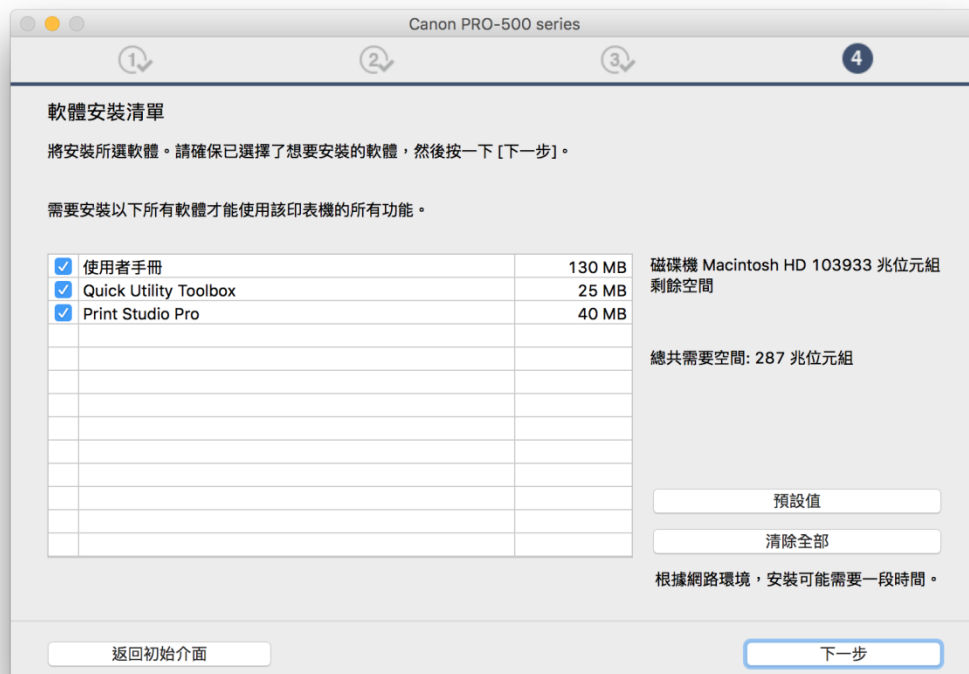 Canon PRO-500 series
1
2
3
4
軟體安裝清單
將安裝所選軟體。請確保已選擇了想要安裝的軟體，然後按一下 [下一步]。
需要安裝以下所有軟體才能使用該印表機的所有功能。
使用者手冊 130 MB
Quick Utility Toolbox 25 MB
Print Studio Pro 40 MB
磁碟機 Macintosh HD 103933 兆位元組
剩餘空間
總共需要空間: 287 兆位元組
預設值
清除全部
根據網路環境，安裝可能需要一段時間。
返回初始介面
下一步